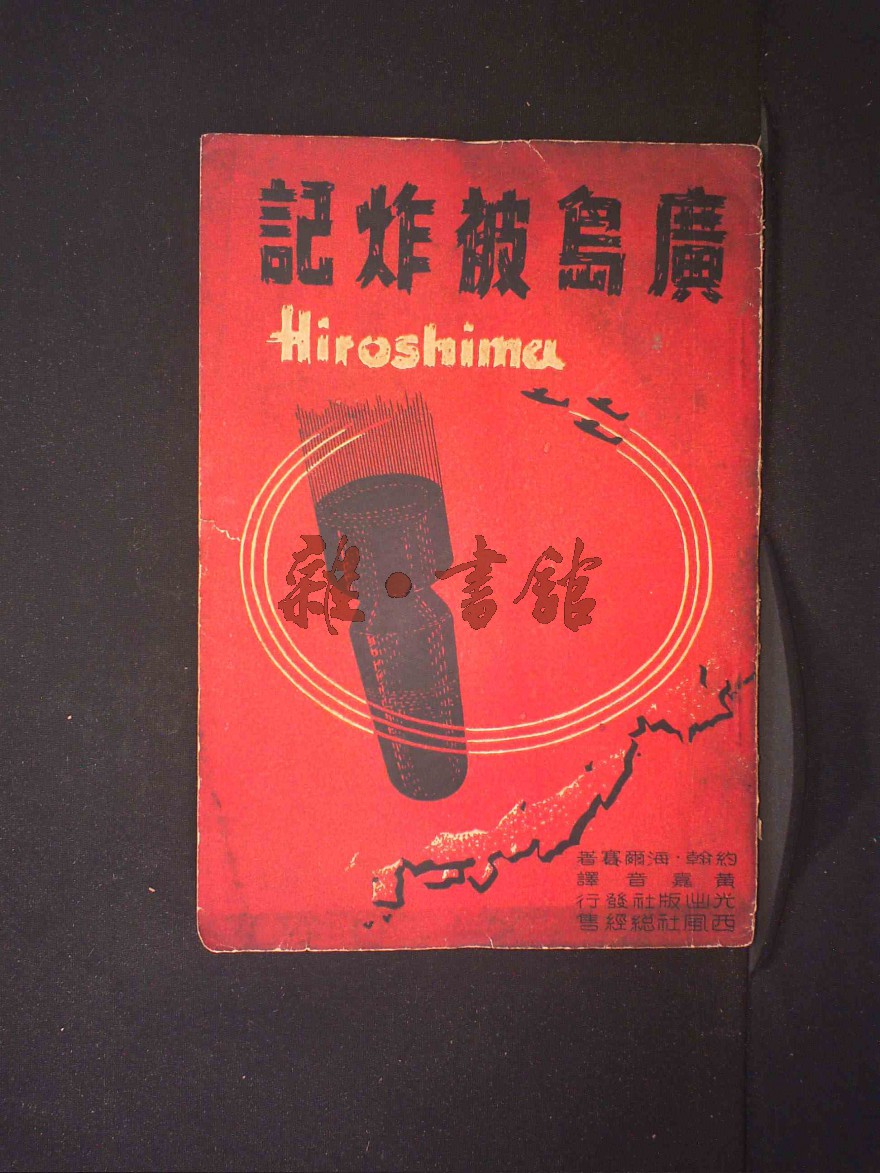 廣島被炸記
Hiroshima
雜·書館
約翰·海爾賽著
黃嘉音譯
光出版社發行
西風社總經售